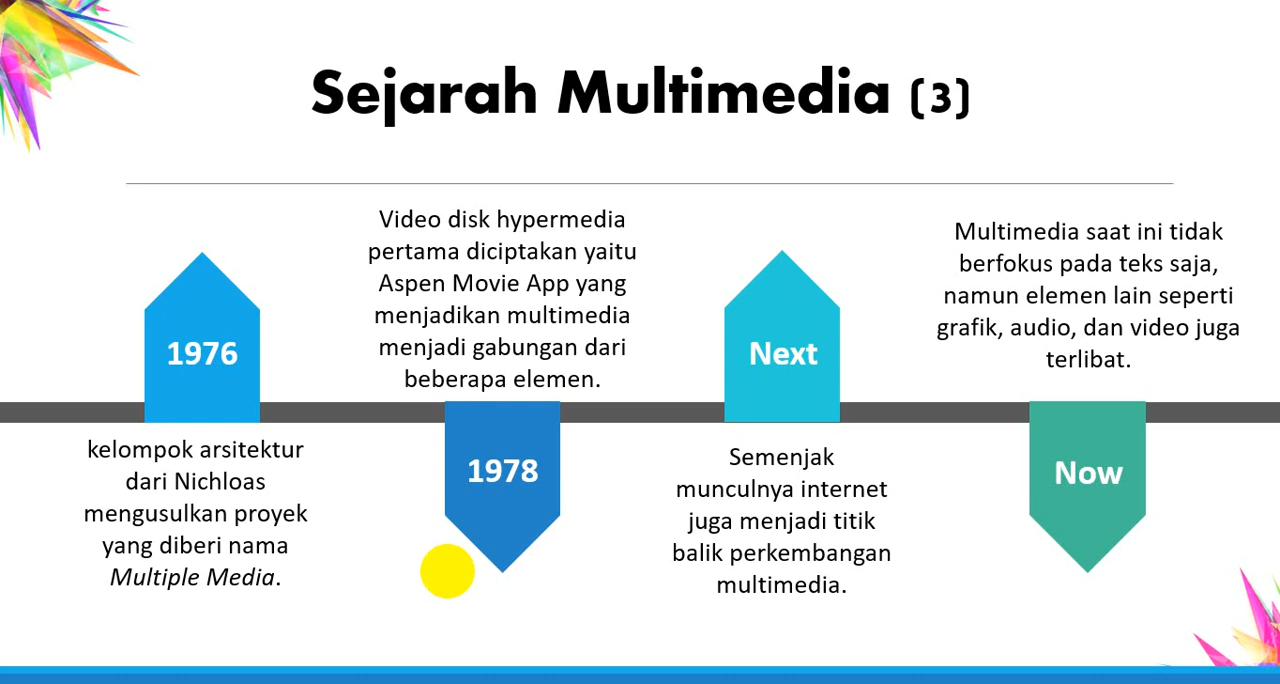 Sejarah Multimedia (3)
1976
kelompok arsitektur
dari Nichloas
mengusulkan proyek
yang diberi nama
Multiple Media.
Video disk hypermedia
pertama diciptakan yaitu
Aspen Movie App yang
menjadikan multimedia
menjadi gabungan dari
beberapa elemen.
1978
Next
Semenjak
munculnya internet
juga menjadi titik
balik perkembangan
multimedia.
Multimedia saat ini tidak
berfokus pada teks saja,
namun elemen lain seperti
grafik, audio, dan video juga
terlibat.
Now